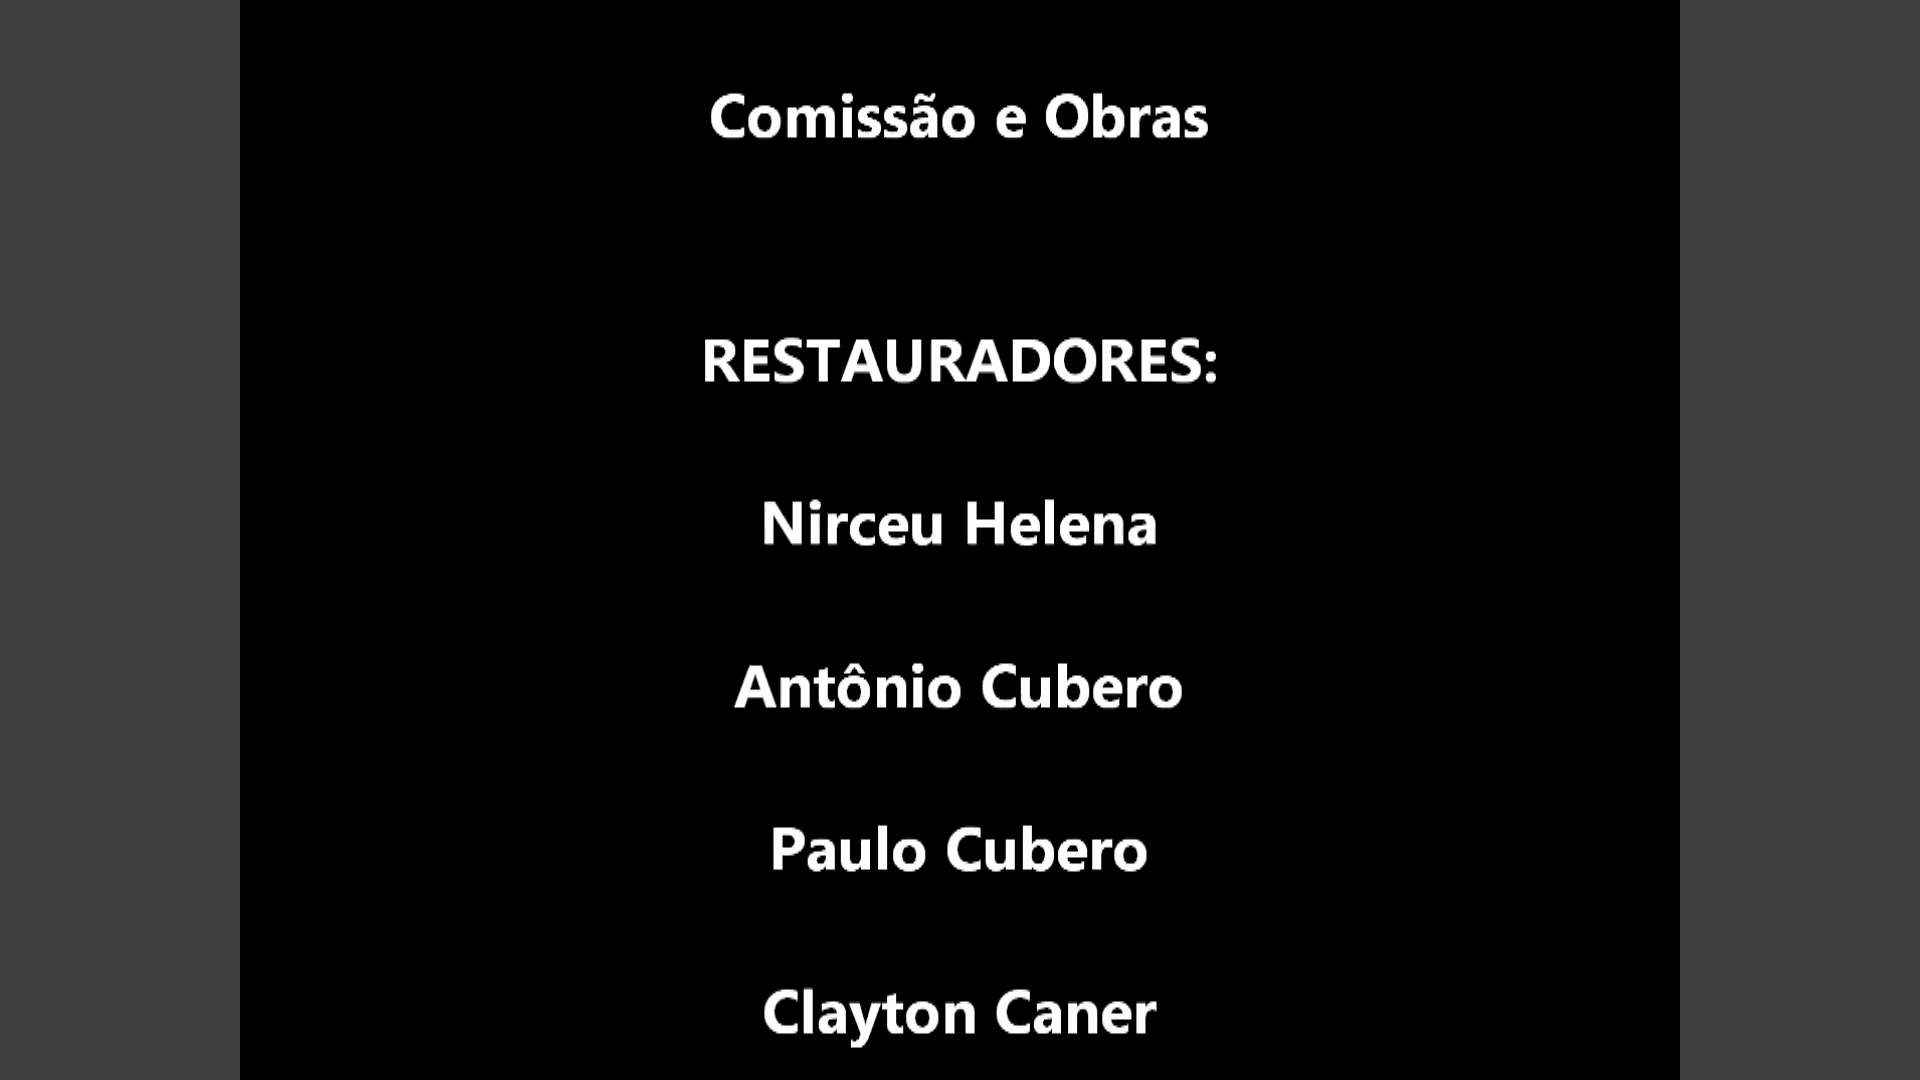 Comissão e Obras
RESTAURADORES:
Nirceu Helena
Antônio Cubero
Paulo Cubero
Clayton Caner